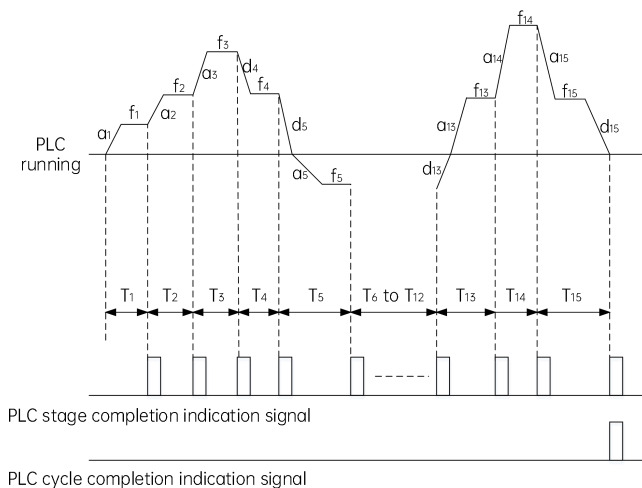 f14
f3
a14
a15
f2
a3
d4
f4
f13
f15
f1
a2
a1
d5
a13
d15
PLC
running
d13
a5
f5
T1 T2 T3 T4 T5 T6 to T12 T13 T14 T15
PLC stage completion indication signal
PLC cycle completion indication signal